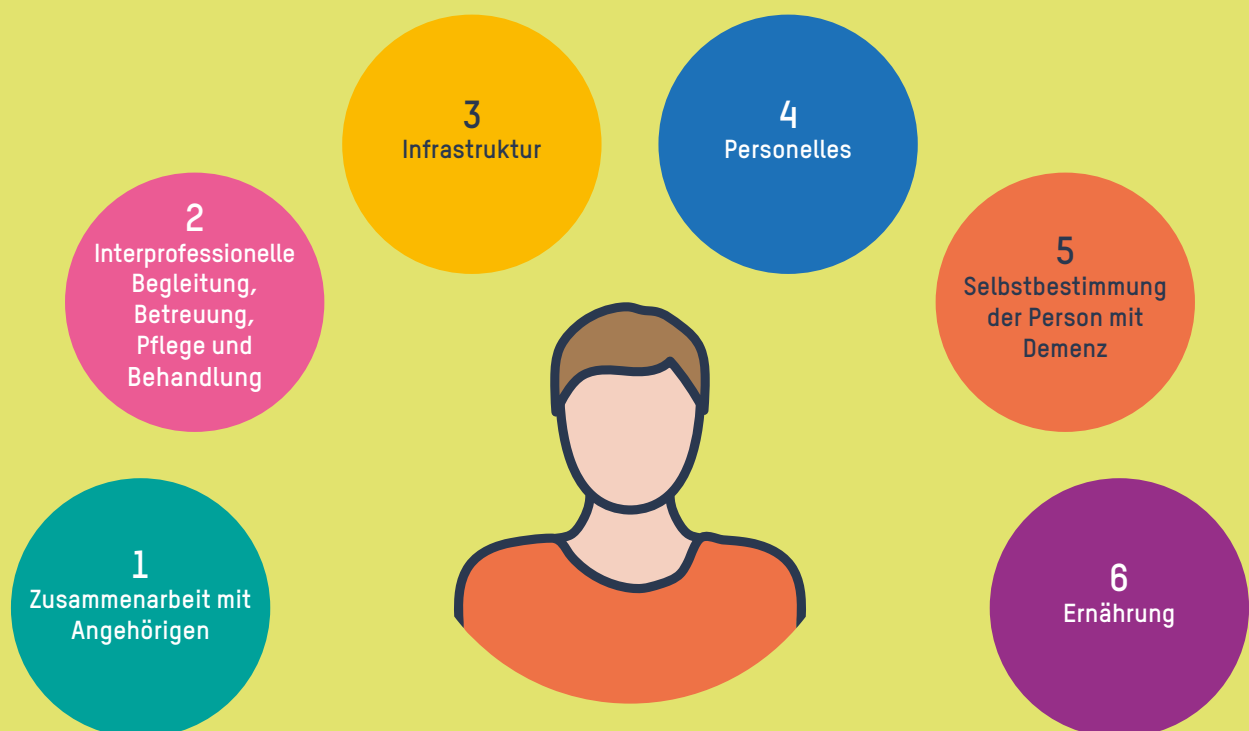 1
Zusammenarbeit mit
Angehörigen
2
Interprofessionelle
Begleitung,
Betreuung,
Pflege und
Behandlung
3
Infrastruktur
4
Personelles
5
Selbstbestimmung
der Person mit
Demenz
6
Ernährung